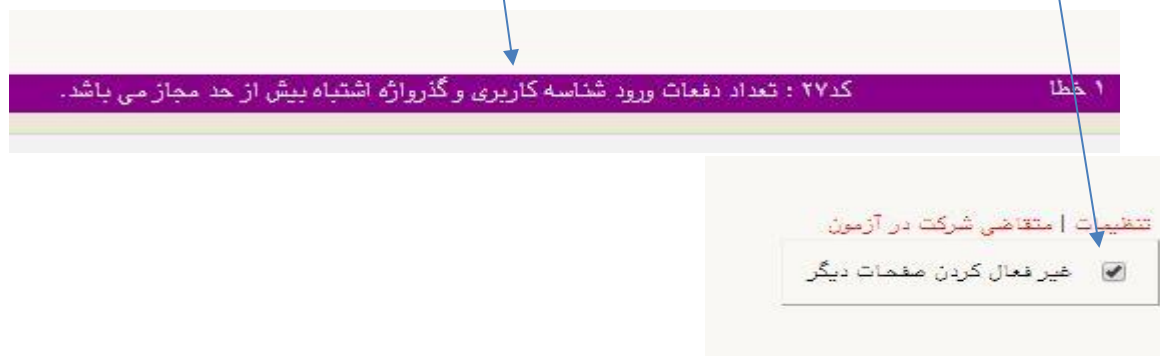 ۱ خطا کد۲۷ : تعداد دفعات ورود شناسه کاربری و گذرواژه اشتباه بیش از حد مجاز می باشد.
تنظیمات | متقاضی شرکت در آزمون
غیر فعال کردن صفحات دیگر